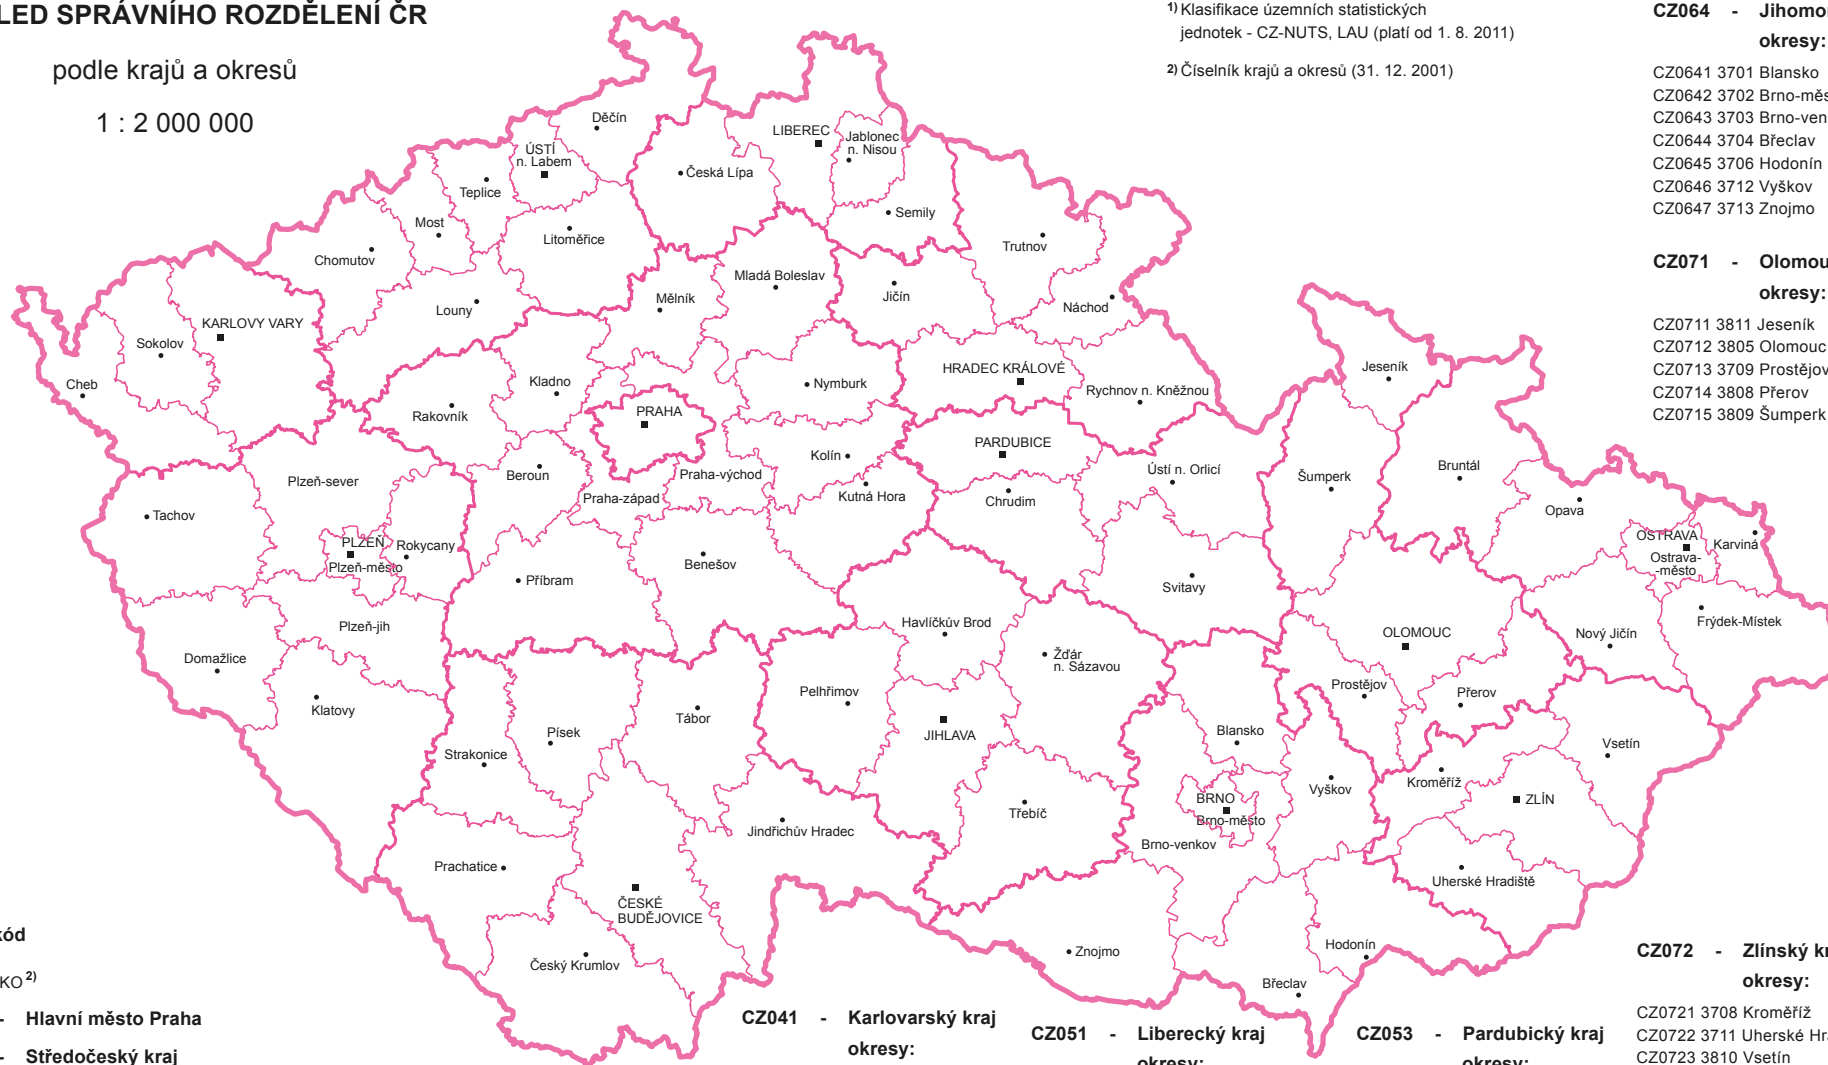 LED SPRÁVNÍHO ROZDĚLENÍ ČR
podle krajů a okresů
1 : 2 000 000
1) Klasifikace územních statistických
jednotek - CZ-NUTS, LAU (platí od 1. 8. 2011)
2) Číselník krajů a okresů (31. 12. 2001)
CZ064 - Jihomor
okresy:
CZ0641 3701 Blansko
CZ0642 3702 Brno-měs
CZ0643 3703 Brno-ven
CZ0644 3704 Břeclav
CZ0645 3706 Hodonín
CZ0646 3712 Vyškov
CZ0647 3713 Znojmo
CZ071 - Olomou
okresy:
CZ0711 3811 Jeseník
CZ0712 3805 Olomouc
CZ0713 3709 Prostějov
CZ0714 3808 Přerov
CZ0715 3809 Šumperk
Děčín
LIBEREC
Jablonec
n. Nisou
ÚSTÍ
n. Labem
Teplice
Česká Lípa
Semily
Most
Litoměřice
Trutnov
Chomutov
Mladá Boleslav
Mělník
Jičín
Louny
Náchod
KARLOVY VARY
Sokolov
Cheb
Kladno
Nymburk
HRADEC KRÁLOVÉ
Rychnov n. Kněžnou
Jeseník
Rakovník
PRAHA
PARDUBICE
Kolín
Beroun
Praha-východ
Praha-západ
Kutná Hora
Chrudim
Ústí n. Orlicí
Šumperk
Bruntál
Plzeň-sever
Tachov
Opava
PLZEŇ
Plzeň-město
Rokycany
OSTRAVA
Ostrava-
-město
Karviná
Příbram
Benešov
Svitavy
Plzeň-jih
Havlíčkův Brod
Frýdek-Místek
OLOMOUC
Nový Jičín
Domažlice
Žďár
n. Sázavou
Prostějov
Přerov
Pelhřimov
Klatovy
Tábor
Písek
JIHLAVA
Blansko
Vsetín
Strakonice
Kroměříž
Vyškov
BRNO
Brno-město
ZLÍN
Třebíč
Jindřichův Hradec
Brno-venkov
Prachatice
Uherské Hradiště
ČESKÉ
BUDĚJOVICE
Český Krumlov
Znojmo
Hodonín
Břeclav
kód
KO 2)
- Hlavní město Praha
- Středočeský kraj
CZ041 - Karlovarský kraj
okresy:
CZ051 - Liberecký kraj
okresy:
CZ053 - Pardubický kraj
okresy:
CZ072 - Zlínský kr
okresy:
CZ0721 3708 Kroměříž
CZ0722 3711 Uherské Hra
CZ0723 3810 Vsetín